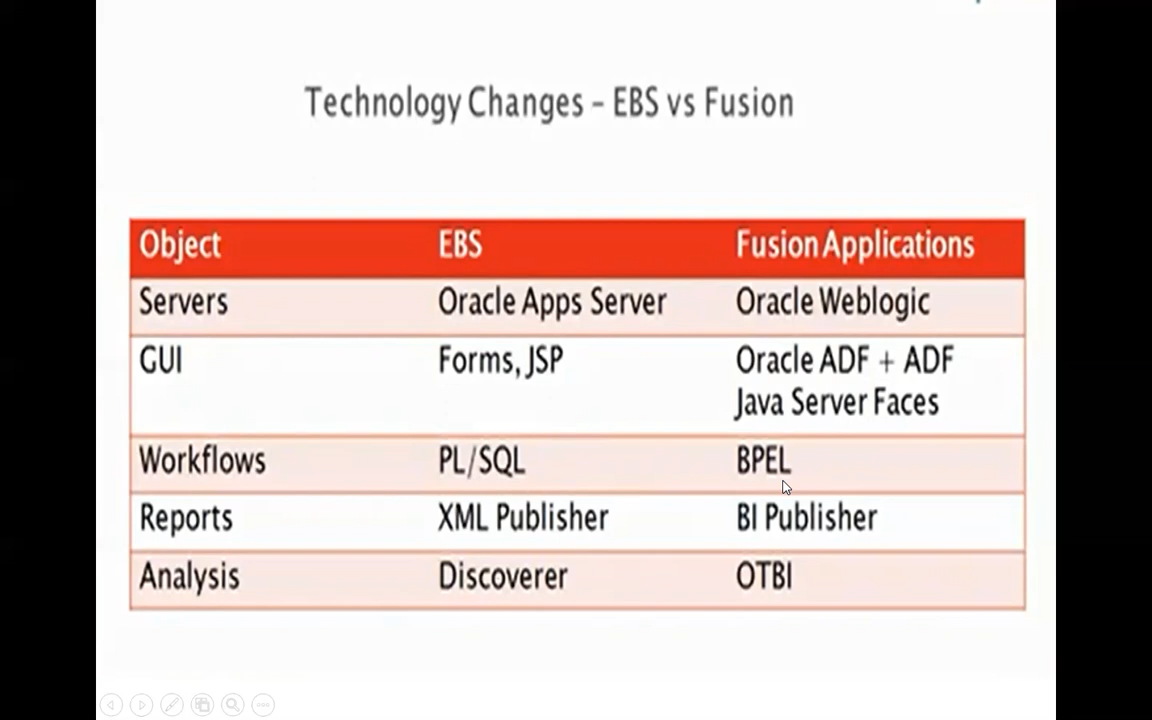 Technology Changes – EBS vs Fusion
Object EBS Fusion Applications
Servers Oracle Apps Server Oracle Weblogic
GUI Forms, JSP Oracle ADF + ADF
Java Server Faces
Workflows PL/SQL BPEL
Reports XML Publisher BI Publisher
Analysis Discoverer OTBI